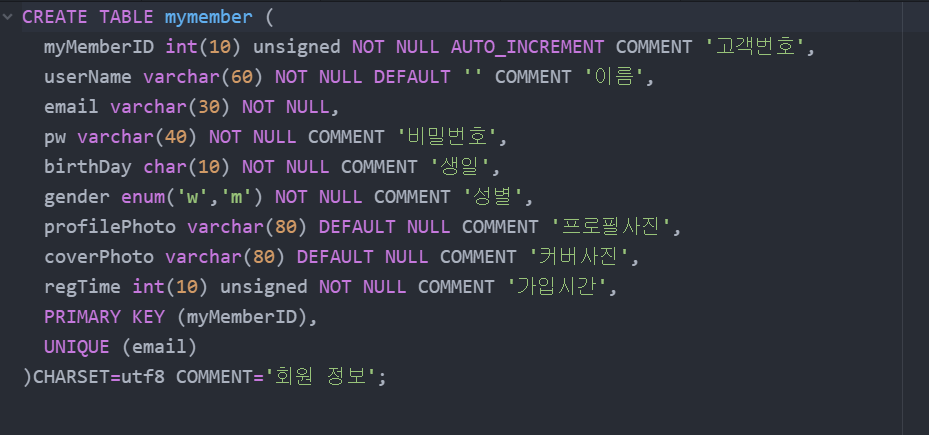 CREATE TABLE mymember (
myMemberID int(10) unsigned NOT NULL AUTO_INCREMENT COMMENT '고객번호',
userName varchar(60) NOT NULL DEFAULT '' COMMENT '이름',
email varchar(30) NOT NULL,
pw varchar(40) NOT NULL COMMENT '비밀번호',
birthDay char(10) NOT NULL COMMENT '생일',
gender enum('w','m') NOT NULL COMMENT '성별',
profilePhoto varchar(80) DEFAULT NULL COMMENT '프로필사진',
coverPhoto varchar(80) DEFAULT NULL COMMENT '커버사진',
regTime int(10) unsigned NOT NULL COMMENT '가입시간',
PRIMARY KEY (myMemberID),
UNIQUE (email)
)CHARSET=utf8 COMMENT='회원 정보';